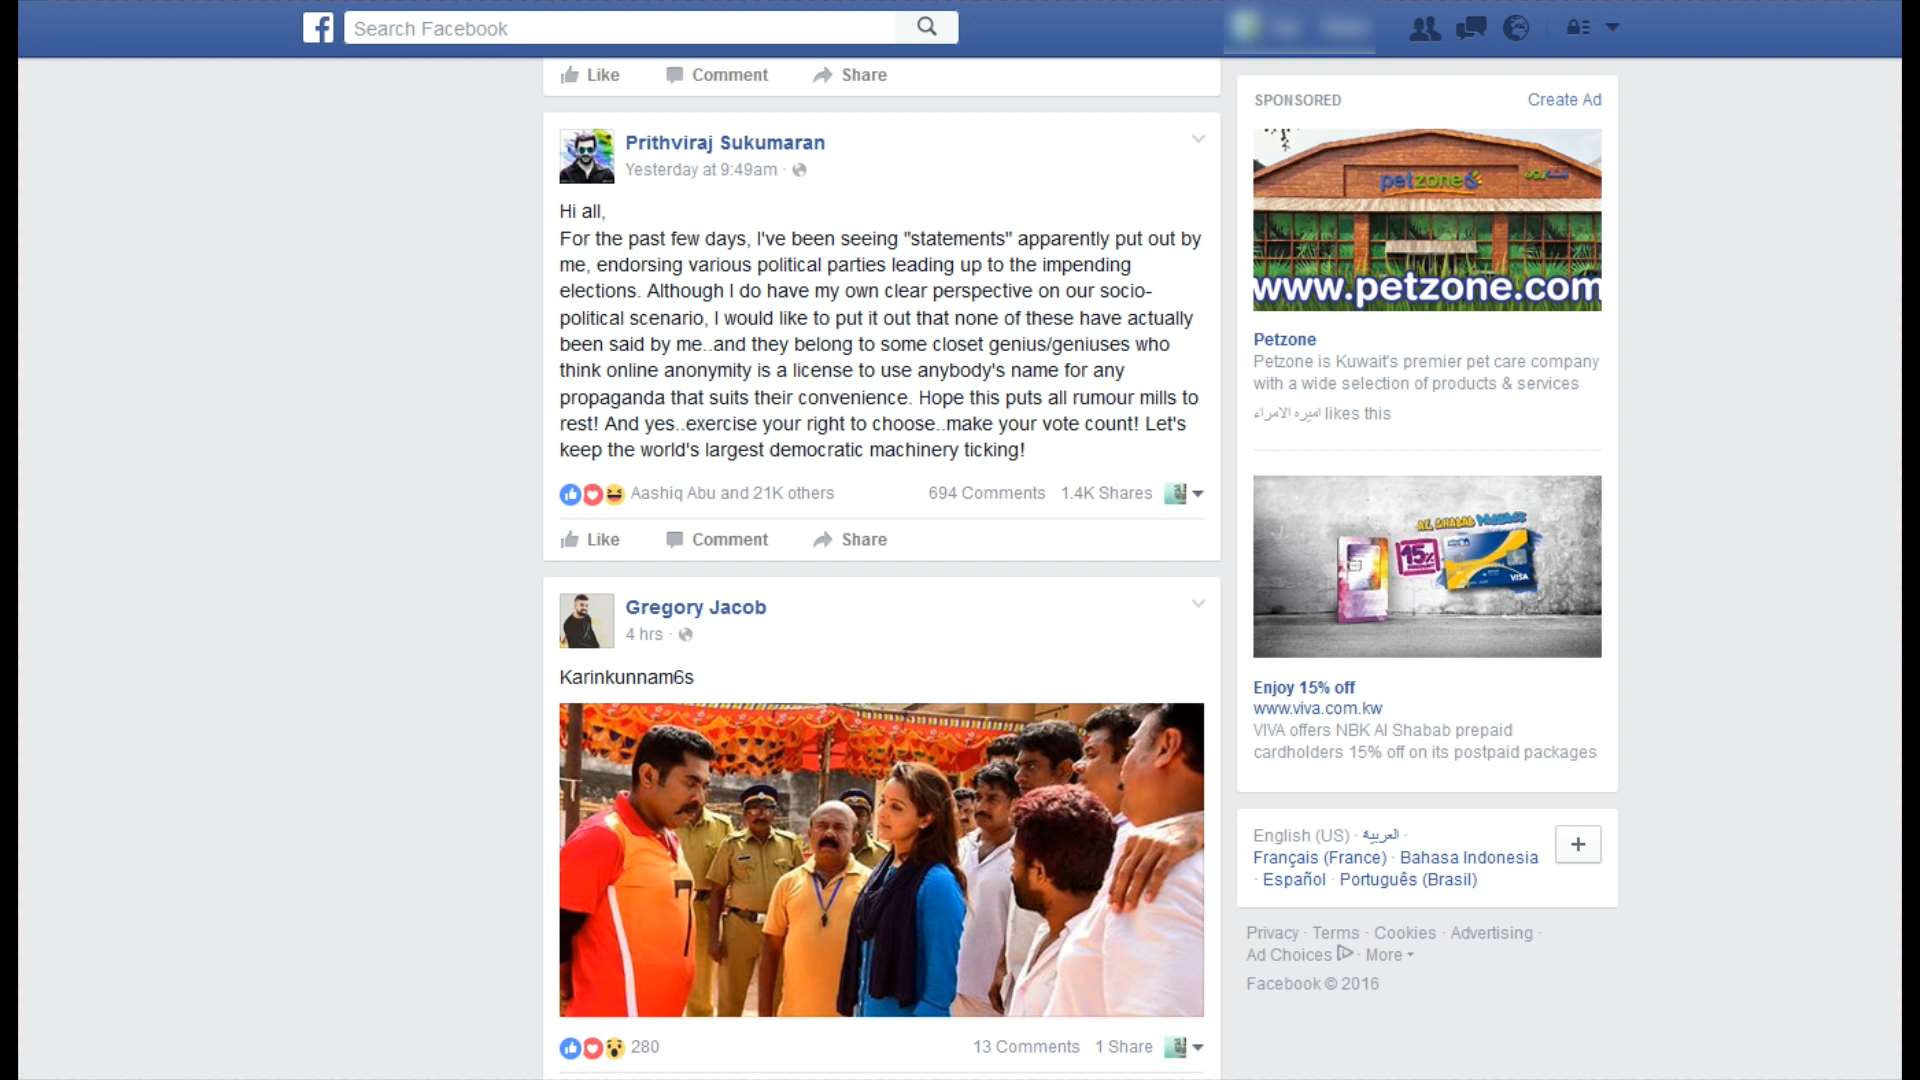 Search Facebook
Like Comment Share
Prithviraj Sukumaran
Yesterday at 9:49am ·
Hi all,
For the past few days, I've been seeing "statements" apparently put out by
me, endorsing various political parties leading up to the impending
elections. Although I do have my own clear perspective on our socio-
political scenario, I would like to put it out that none of these have actually
been said by me..and they belong to some closet genius/geniuses who
think online anonymity is a license to use anybody's name for any
propaganda that suits their convenience. Hope this puts all rumour mills to
rest! And yes..exercise your right to choose..make your vote count! Let's
keep the world's largest democratic machinery ticking!
Aashiq Abu and 21K others 694 Comments 1.4K Shares
Like Comment Share
Gregory Jacob
4 hrs ·
Karinkunnam6s
7
280 13 Comments 1 Share
SPONSORED Create Ad
petzone
www.petzone.com
Petzone
Petzone is Kuwait's premier pet care company
with a wide selection of products & services
اميره الامراء likes this
AL SHABAB PACKAGE
15%
VISA
Enjoy 15% off
www.viva.com.kw
VIVA offers NBK Al Shabab prepaid
cardholders 15% off on its postpaid packages
English (US) · العربية ·
Français (France) · Bahasa Indonesia
· Español · Português (Brasil)
+
Privacy · Terms · Cookies · Advertising ·
Ad Choices · More
Facebook © 2016